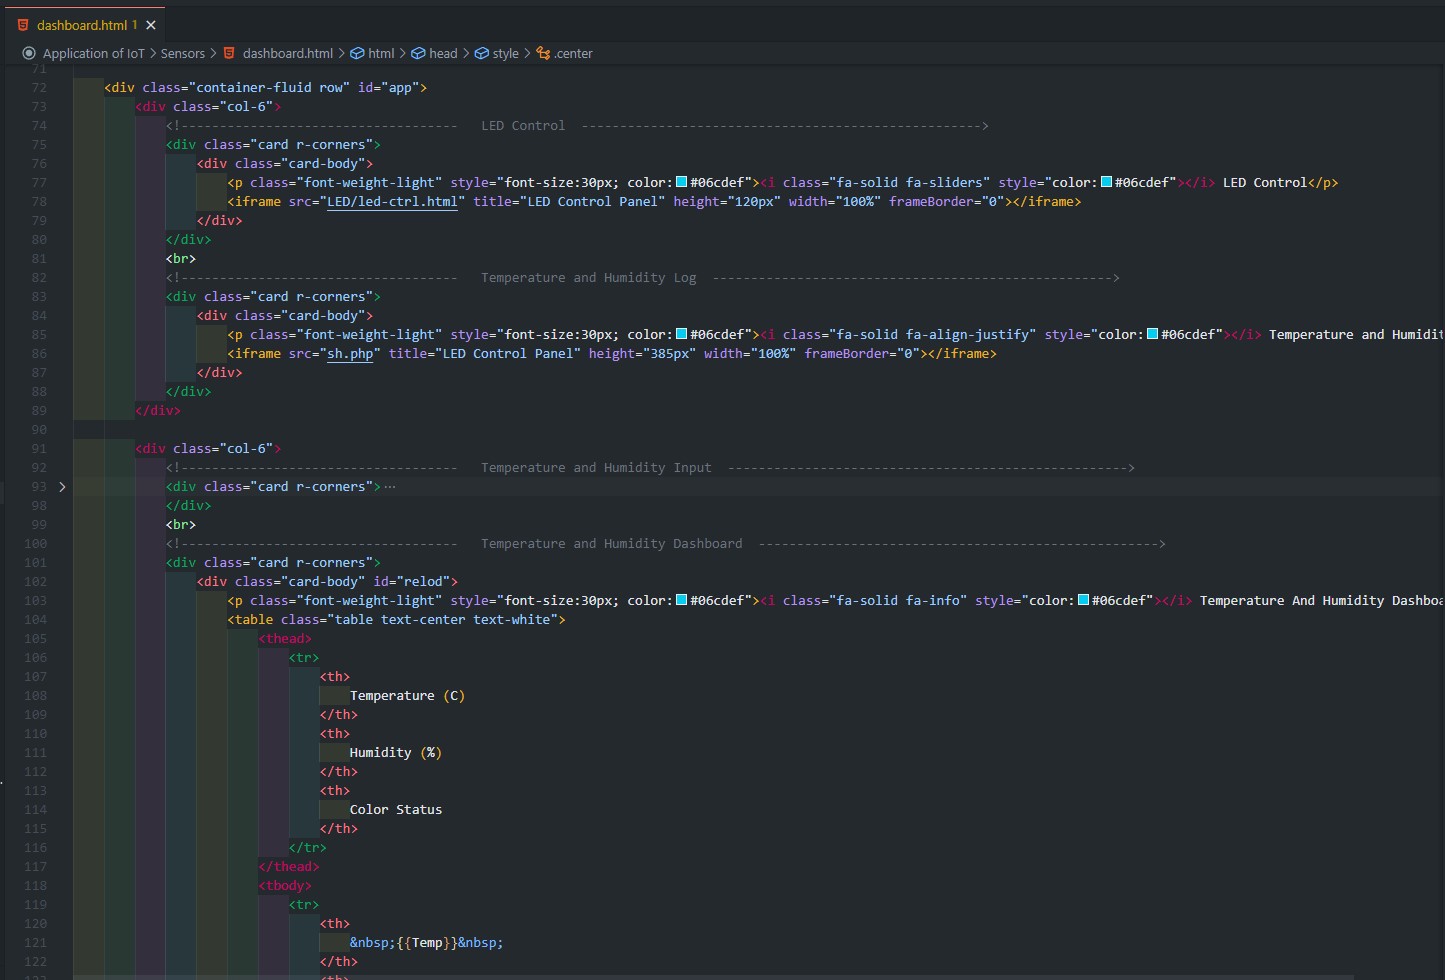 dashboard.html 1 ×
Application of IoT > Sensors > dashboard.html > html > head > style > .center
71
72 <div class="container-fluid row" id="app">
73 <div class="col-6">
74 <!------------------------------------ LED Control ---------------------------------------------------->
75 <div class="card r-corners">
76 <div class="card-body">
77 <p class="font-weight-light" style="font-size:30px; color:#06cdef"><i class="fa-solid fa-sliders" style="color:#06cdef"></i> LED Control</p>
78 <iframe src="LED/led-ctrl.html" title="LED Control Panel" height="120px" width="100%" frameBorder="0"></iframe>
79 </div>
80 </div>
81 <br>
82 <!------------------------------------ Temperature and Humidity Log ---------------------------------------------------->
83 <div class="card r-corners">
84 <div class="card-body">
85 <p class="font-weight-light" style="font-size:30px; color:#06cdef"><i class="fa-solid fa-align-justify" style="color:#06cdef"></i> Temperature and Humidit
86 <iframe src="sh.php" title="LED Control Panel" height="385px" width="100%" frameBorder="0"></iframe>
87 </div>
88 </div>
89 </div>
90
91 <div class="col-6">
92 <!------------------------------------ Temperature and Humidity Input ---------------------------------------------------->
93 <div class="card r-corners">···
98 </div>
99 <br>
100 <!------------------------------------ Temperature and Humidity Dashboard ---------------------------------------------------->
101 <div class="card r-corners">
102 <div class="card-body" id="relod">
103 <p class="font-weight-light" style="font-size:30px; color:#06cdef"><i class="fa-solid fa-info" style="color:#06cdef"></i> Temperature And Humidity Dashboa
104 <table class="table text-center text-white">
105 <thead>
106 <tr>
107 <th>
108 Temperature (C)
109 </th>
110 <th>
111 Humidity (%)
112 </th>
113 <th>
114 Color Status
115 </th>
116 </tr>
117 </thead>
118 <tbody>
119 <tr>
120 <th>
121 &nbsp;{{Temp}}&nbsp;
122 </th>
123 <th>